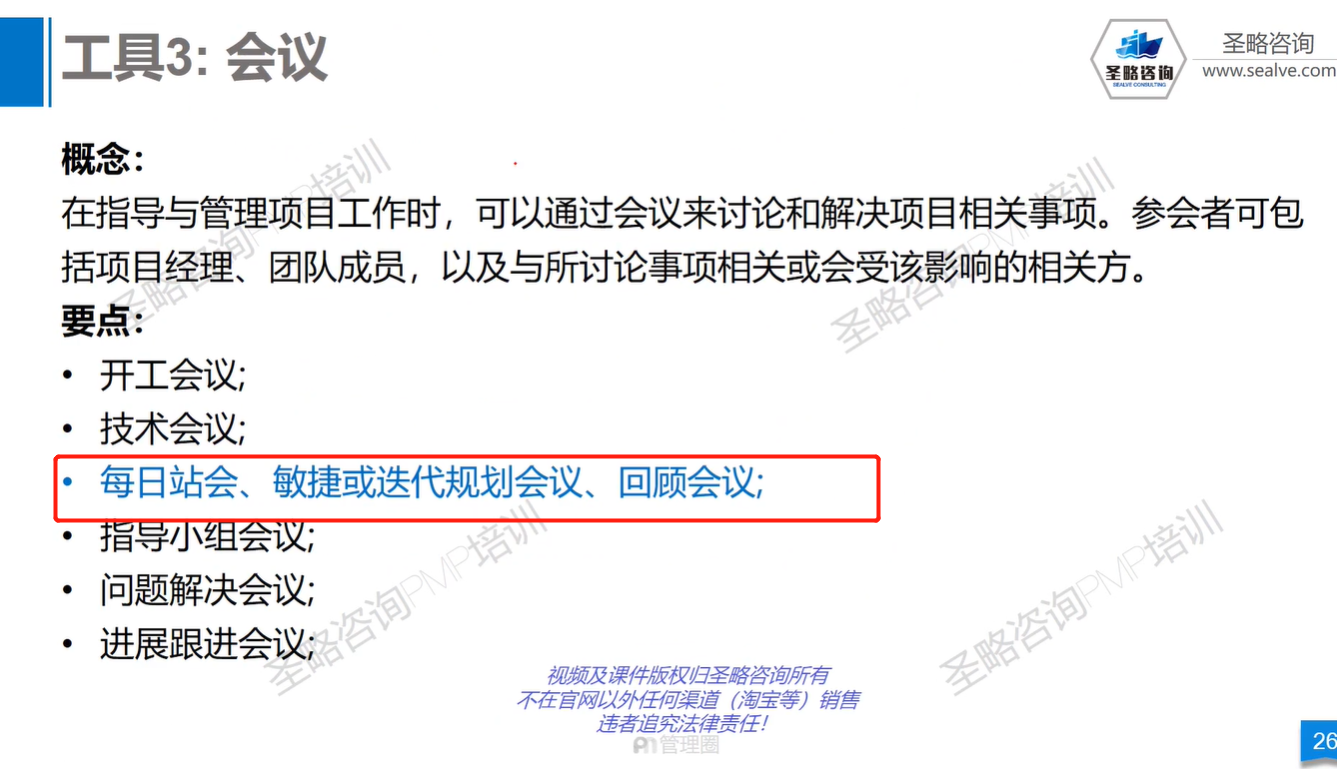 工具3: 会议
圣略咨询
SEALVE CONSULTING
圣略咨询
www.sealve.com
概念：
在指导与管理项目工作时，可以通过会议来讨论和解决项目相关事项。参会者可包
括项目经理、团队成员，以及与所讨论事项相关或会受该影响的相关方。
要点：
• 开工会议;
• 技术会议;
• 每日站会、敏捷或迭代规划会议、回顾会议;
• 指导小组会议;
• 问题解决会议;
• 进展跟进会议;
圣略咨询PMP培训
圣略咨询PMP培训
圣略咨询PMP培训
圣略咨询PMP培训
视频及课件版权归圣略咨询所有
不在官网以外任何渠道（淘宝等）销售
违者追究法律责任！
管理圈
26